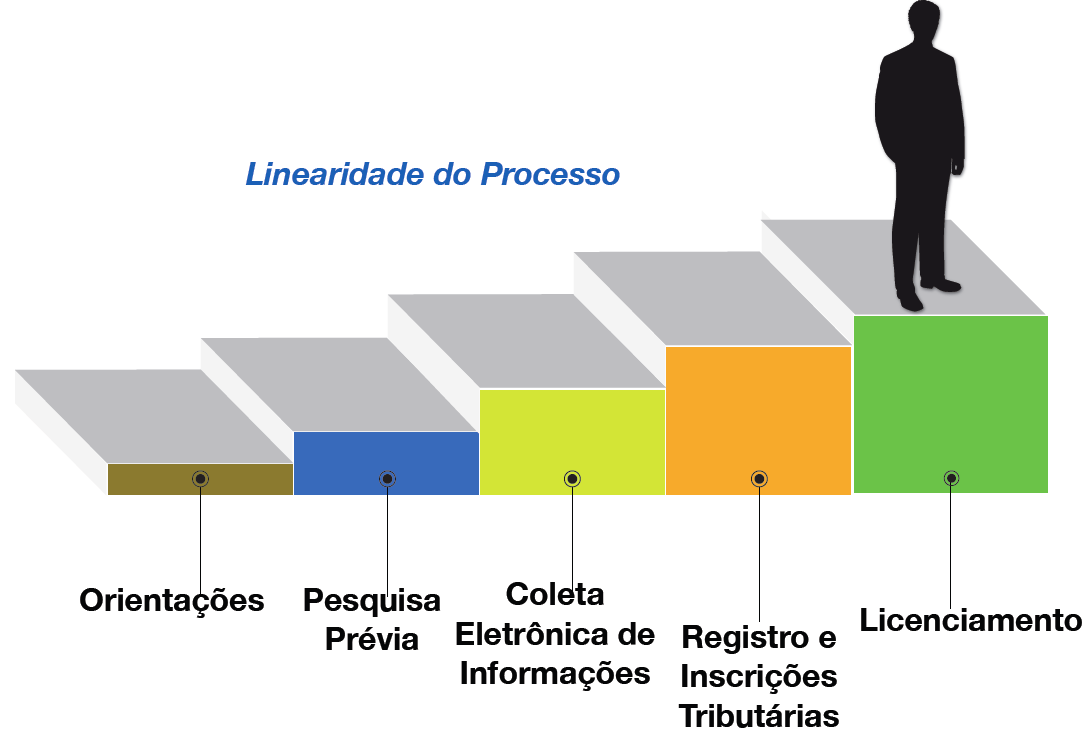 Linearidade do Processo
Orientações
Pesquisa
Prévia
Coleta
Eletrônica de
Informações
Registro e
Inscrições
Tributárias
Licenciamento